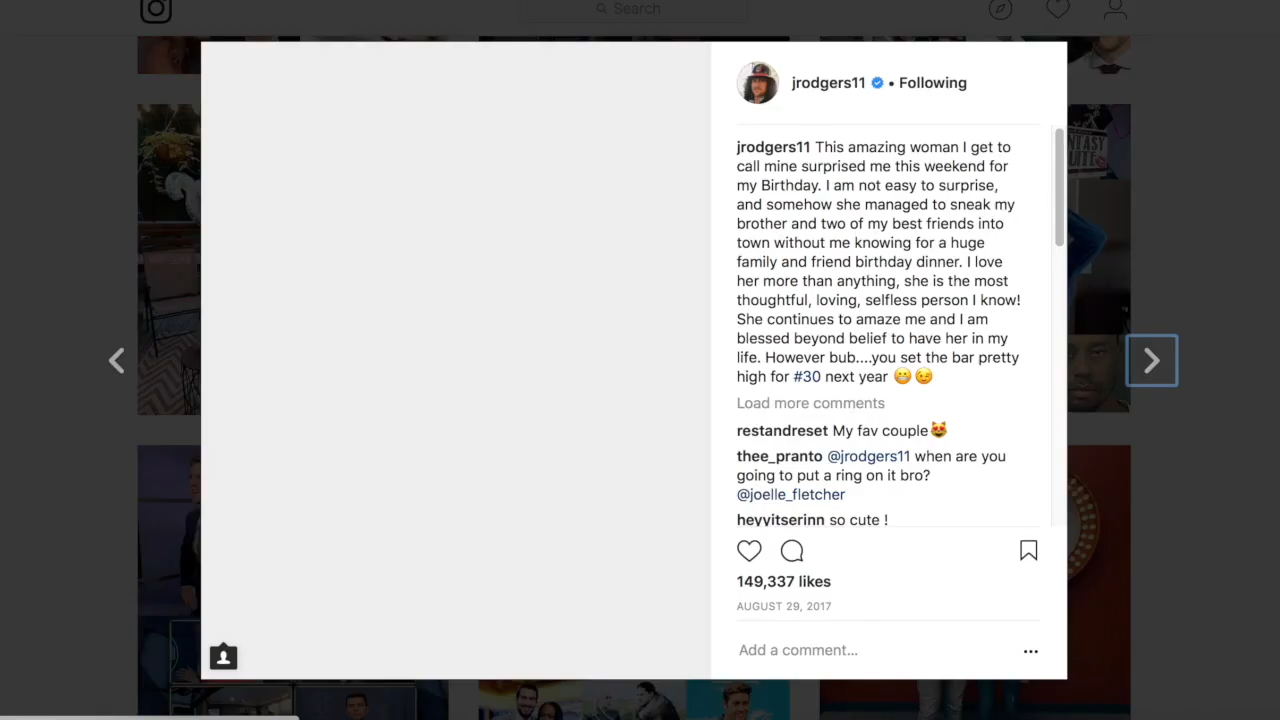 Search
jrodgers11 • Following
jrodgers11 This amazing woman I get to
call mine surprised me this weekend for
my Birthday. I am not easy to surprise,
and somehow she managed to sneak my
brother and two of my best friends into
town without me knowing for a huge
family and friend birthday dinner. I love
her more than anything, she is the most
thoughtful, loving, selfless person I know!
She continues to amaze me and I am
blessed beyond belief to have her in my
life. However bub....you set the bar pretty
high for #30 next year 😬😉
Load more comments
restandreset My fav couple😻
thee_pranto @jrodgers11 when are you
going to put a ring on it bro?
@joelle_fletcher
heyyitserinn so cute !
149,337 likes
AUGUST 29, 2017
Add a comment...